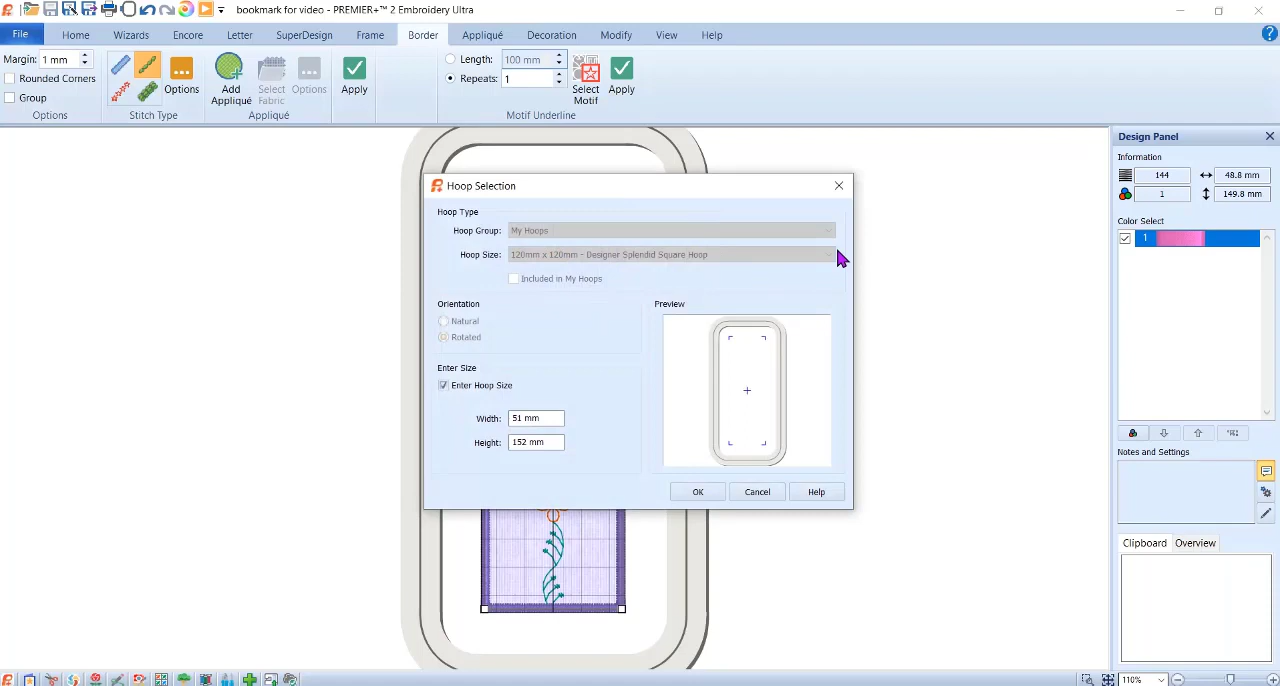 bookmark for video - PREMIER+™ 2 Embroidery Ultra
File Home Wizards Encore Letter SuperDesign Frame Border Appliqué Decoration Modify View Help
Margin: 1 mm
Rounded Corners
Group
Options
Options
Stitch Type
Add Appliqué
Select Fabric
Options
Appliqué
Apply
Length: 100 mm
Repeats: 1
Select Motif
Apply
Motif Underline
Hoop Selection
Hoop Type
Hoop Group: My Hoops
Hoop Size: 120mm x 120mm - Designer Splendid Square Hoop
Included in My Hoops
Orientation
Natural
Rotated
Enter Size
Enter Hoop Size
Width: 51 mm
Height: 152 mm
Preview
OK Cancel Help
Design Panel
Information
144 48.8 mm
1 149.8 mm
Color Select
1
Notes and Settings
Clipboard Overview
110%